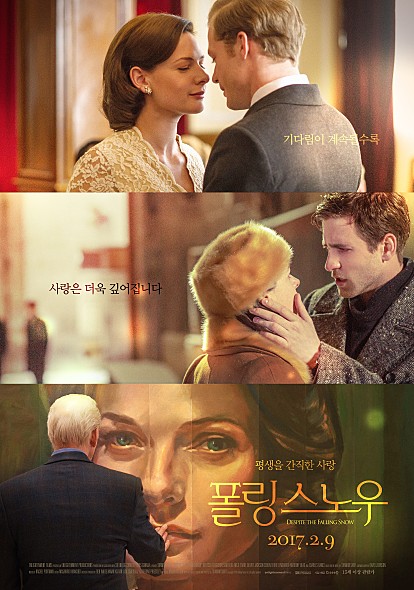 기다림이 계속될수록
사랑은 더욱 깊어집니다
평생을 간직한 사랑
폴링 스노우
DESPITE THE FALLING SNOW
2017.2.9